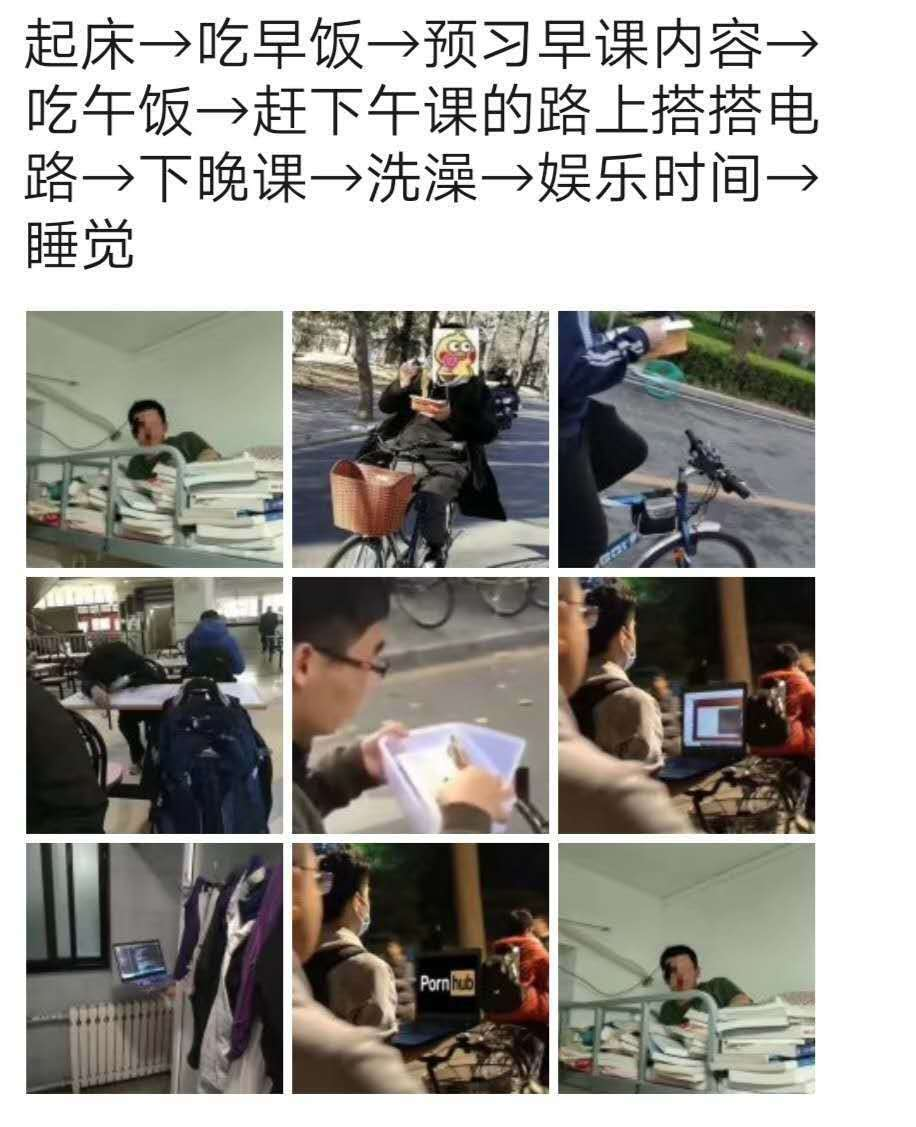 起床→吃早饭→预习早课内容→
吃午饭→赶下午课的路上搭搭电
路→下晚课→洗澡→娱乐时间→
睡觉
Pornhub